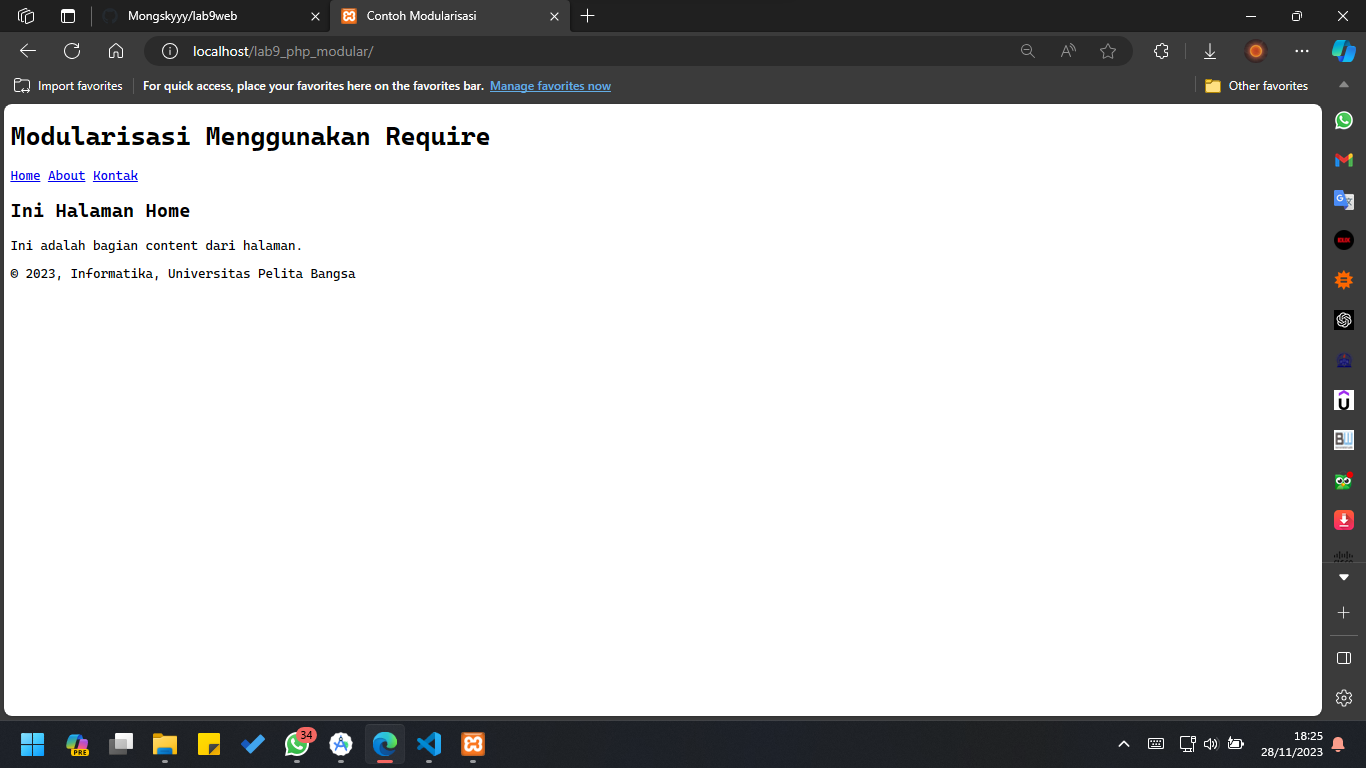 Mongskyyy/lab9web
Contoh Modularisasi
localhost/lab9_php_modular/
Import favorites
For quick access, place your favorites here on the favorites bar. Manage favorites now
Other favorites
Modularisasi Menggunakan Require
Home About Kontak
Ini Halaman Home
Ini adalah bagian content dari halaman.
© 2023, Informatika, Universitas Pelita Bangsa
PRE
34
18:25
28/11/2023